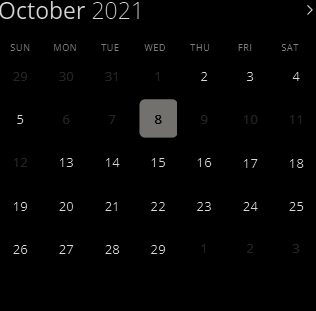 October 2021
SUN MON TUE WED THU FRI SAT
29 30 31 1 2 3 4
5 6 7 8 9 10 11
12 13 14 15 16 17 18
19 20 21 22 23 24 25
26 27 28 29 1 2 3